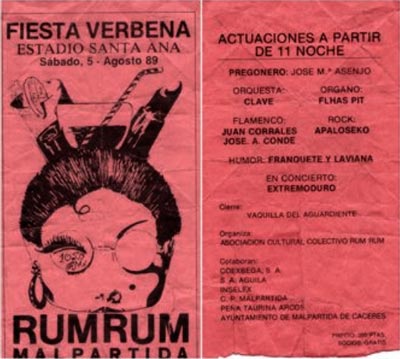 FIESTA VERBENA
ESTADIO SANTA ANA
Sábado, 5 - Agosto 89
RUMRUM
MALPARTIDA
ACTUACIONES A PARTIR
DE 11 NOCHE
PREGONERO: JOSE M.ª ASENJO
ORQUESTA:
CLAVE
ORGANO:
FLHAS PIT
FLAMENCO:
JUAN CORRALES
JOSE. A. CONDE
ROCK:
APALOSEKO
HUMOR: FRANQUETE Y LAVIANA
EN CONCIERTO:
EXTREMODURO
Cierre:
VAQUILLA DEL AGUARDIENTE
Organiza:
ASOCIACION CULTURAL COLECTIVO RUM RUM
Colaboran:
COEXBEGA, S. A.
S. A. AGUILA
INSELEX
C. P. MALPARTIDA
PEÑA TAURINA ARCOS
AYUNTAMIENTO DE MALPARTIDA DE CACERES
PTAS.
SOCIOS: GRATIS